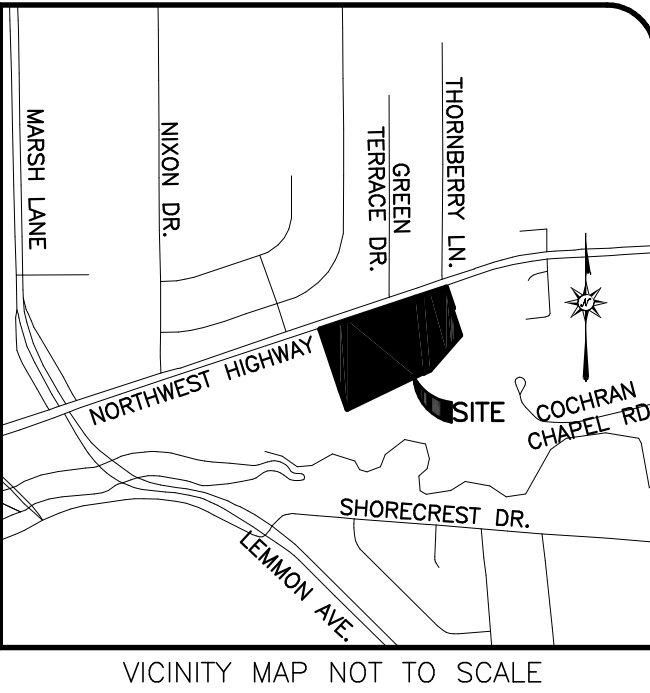 MARSH LANE
NIXON DR.
GREEN
TERRACE DR.
THORNBERRY LN.
N
NORTHWEST HIGHWAY
SITE
COCHRAN
CHAPEL RD
SHORECREST DR.
LEMMON AVE.
VICINITY MAP NOT TO SCALE